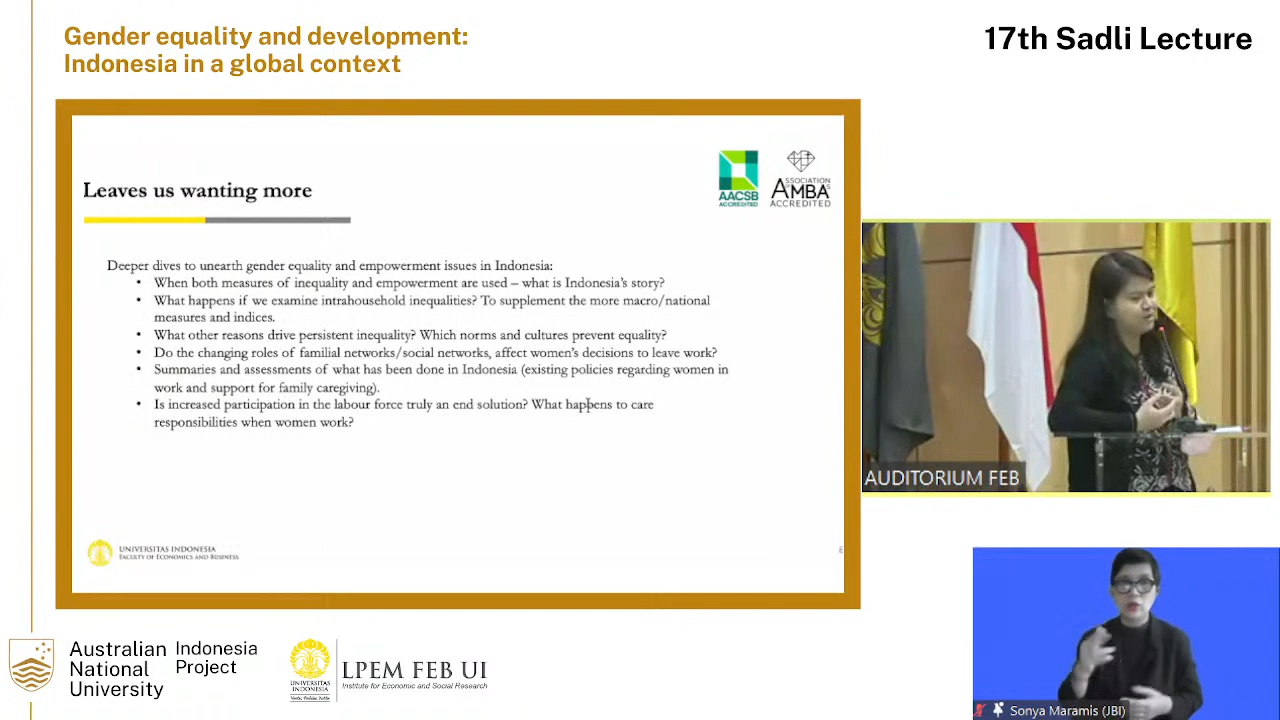 Gender equality and development:
Indonesia in a global context
17th Sadli Lecture
Leaves us wanting more
AACSB
ACCREDITED
ASSOCIATION
AMBA
ACCREDITED
Deeper dives to unearth gender equality and empowerment issues in Indonesia:
• When both measures of inequality and empowerment are used – what is Indonesia's story?
• What happens if we examine intrahousehold inequalities? To supplement the more macro/national
measures and indices.
• What other reasons drive persistent inequality? Which norms and cultures prevent equality?
• Do the changing roles of familial networks/social networks, affect women's decisions to leave work?
• Summaries and assessments of what has been done in Indonesia (existing policies regarding women in
work and support for family caregiving).
• Is increased participation in the labour force truly an end solution? What happens to care
responsibilities when women work?
UNIVERSITAS INDONESIA
FACULTY OF ECONOMICS AND BUSINESS
AUDITORIUM FEB
Australian
National
University
Indonesia
Project
UNIVERSITAS
INDONESIA
LPEM FEB UI
Institute for Economic and Social Research
Sonya Maramis (JBI)